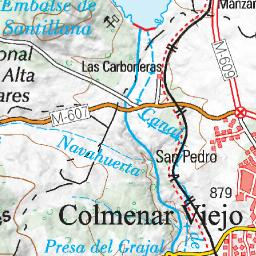 Embalse de
Santillana
Manzan
onal
Alta
ares
Las Carboneras
M-609
M-607
Canal
Navahuerta
San Pedro
879
Colmenar Viejo
Presa del Grajal